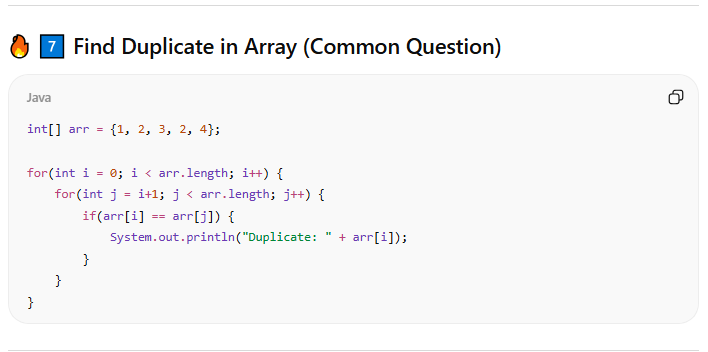 🔥 7️⃣ Find Duplicate in Array (Common Question)
Java
int[] arr = {1, 2, 3, 2, 4};

for(int i = 0; i < arr.length; i++) {
    for(int j = i+1; j < arr.length; j++) {
        if(arr[i] == arr[j]) {
            System.out.println("Duplicate: " + arr[i]);
        }
    }
}